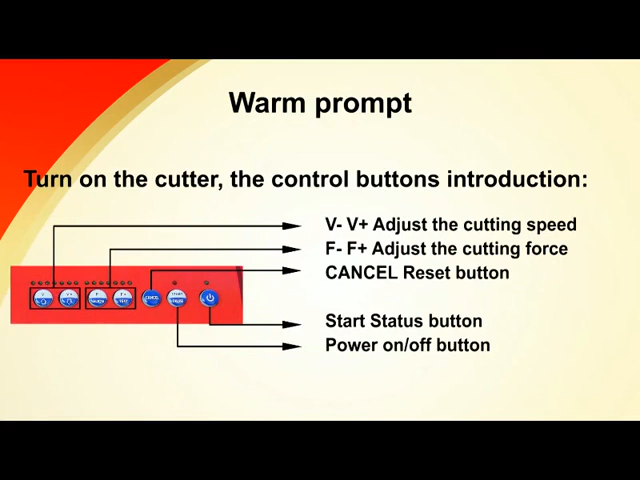 Warm prompt
Turn on the cutter, the control buttons introduction:
V- V+ Adjust the cutting speed
F- F+ Adjust the cutting force
CANCEL Reset button
Start Status button
Power on/off button